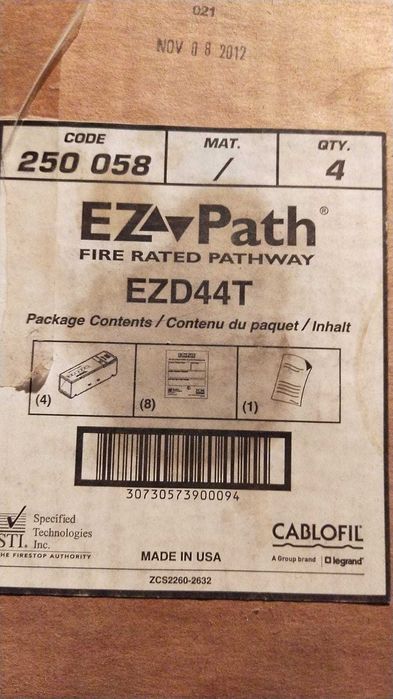 021
NOV 08 2012
CODE
250 058
MAT.
/
QTY.
4
EZ Path®
FIRE RATED PATHWAY
EZD44T
Package Contents / Contenu du paquet / Inhalt
(4)
(8)
(1)
30730573900094
STI.
Specified
Technologies
Inc.
THE FIRESTOP AUTHORITY
MADE IN USA
ZCS2260-2632
CABLOFIL
A Group brand legrand